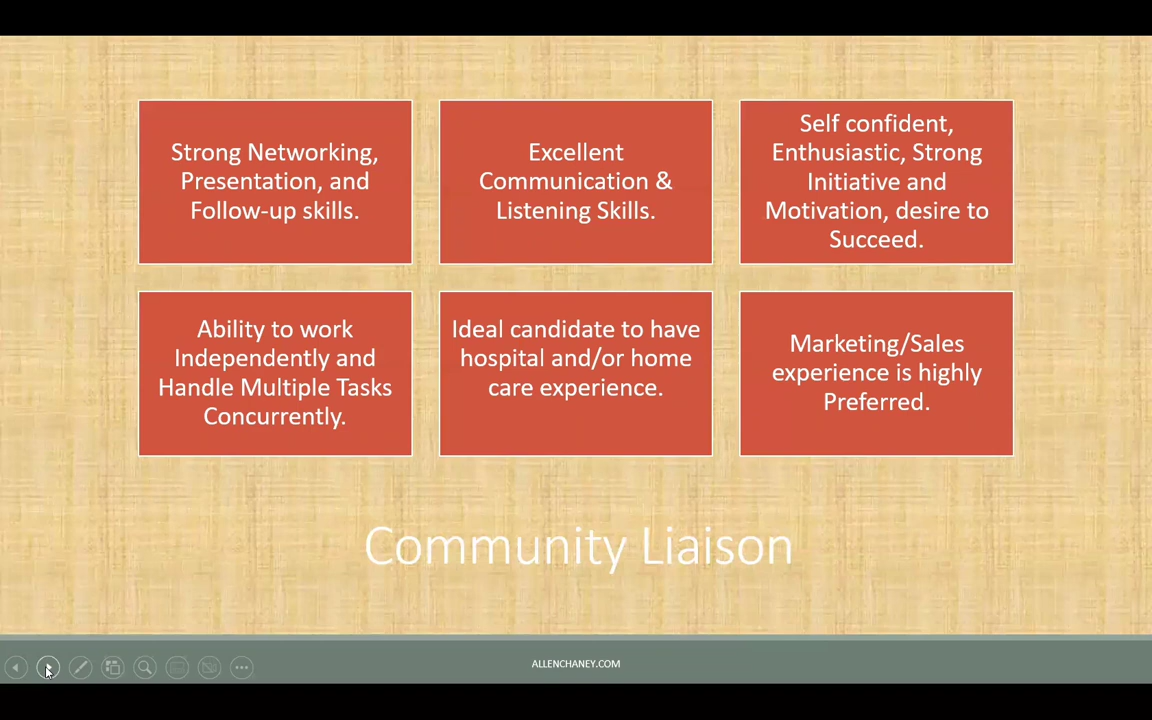 Strong Networking,
Presentation, and
Follow-up skills.
Excellent
Communication &
Listening Skills.
Self confident,
Enthusiastic, Strong
Initiative and
Motivation, desire to
Succeed.
Ability to work
Independently and
Handle Multiple Tasks
Concurrently.
Ideal candidate to have
hospital and/or home
care experience.
Marketing/Sales
experience is highly
Preferred.
Community Liaison
ALLENCHANEY.COM